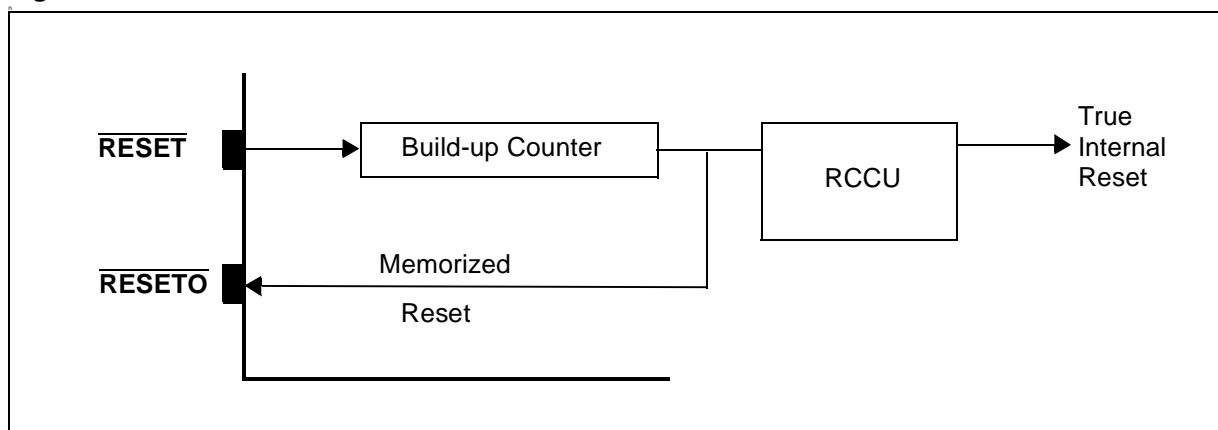 RESET
Build-up Counter
RCCU
True
Internal
Reset
RESETO
Memorized
Reset